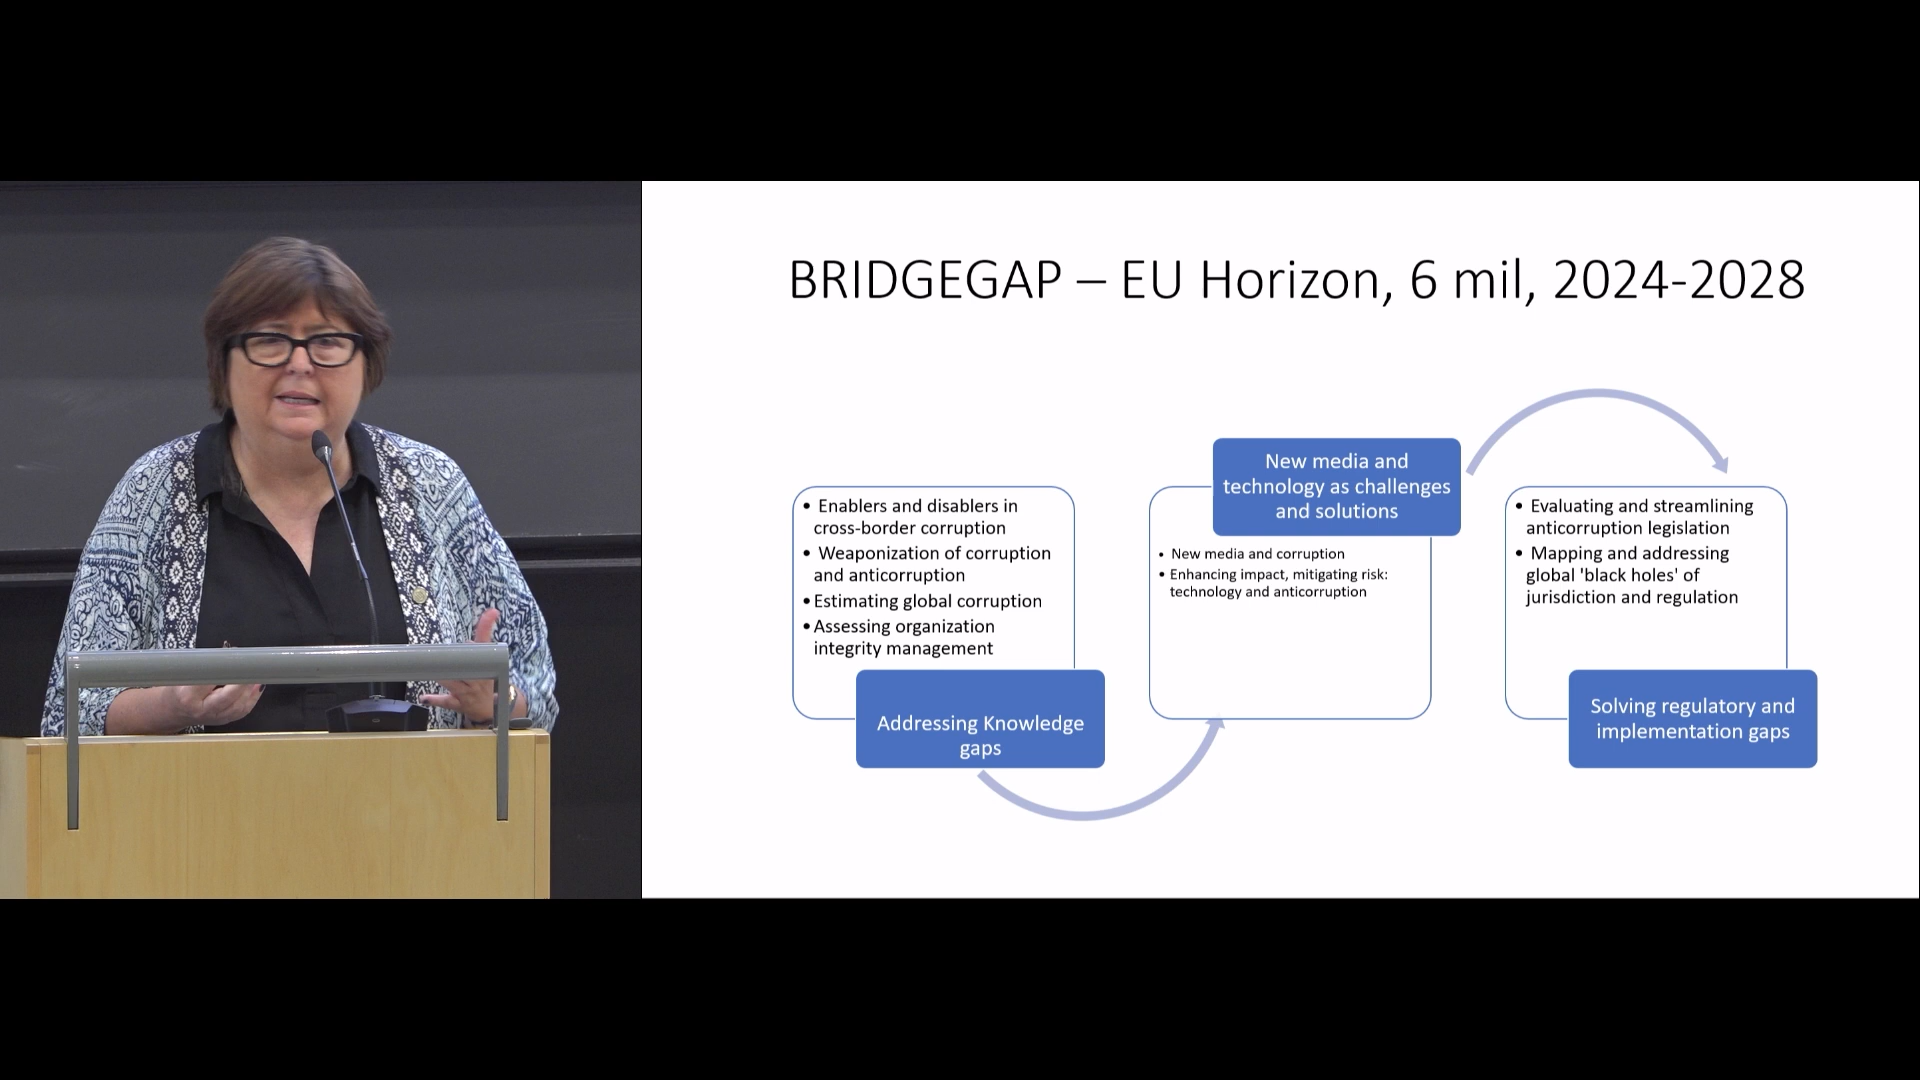 BRIDGEGAP – EU Horizon, 6 mil, 2024-2028
• Enablers and disablers in
cross-border corruption
• Weaponization of corruption
and anticorruption
• Estimating global corruption
• Assessing organization
integrity management
Addressing Knowledge
gaps
New media and
technology as challenges
and solutions
• New media and corruption
• Enhancing impact, mitigating risk:
technology and anticorruption
• Evaluating and streamlining
anticorruption legislation
• Mapping and addressing
global 'black holes' of
jurisdiction and regulation
Solving regulatory and
implementation gaps